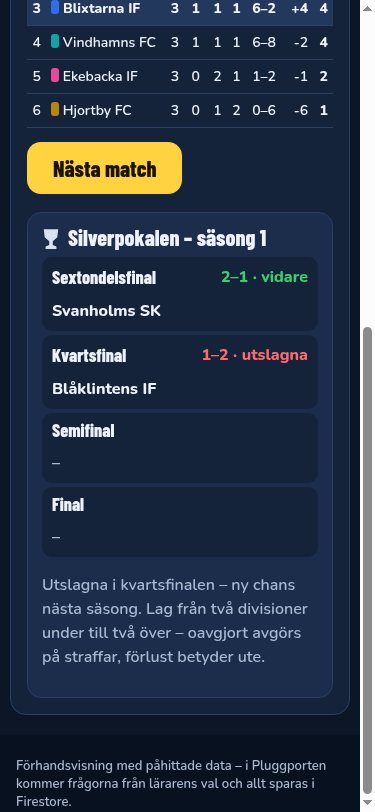 3 Blixtarna IF 3 1 1 1 6–2 +4 4
4 Vindhamns FC 3 1 1 1 6–8 -2 4
5 Ekebacka IF 3 0 2 1 1–2 -1 2
6 Hjortby FC 3 0 1 2 0–6 -6 1
Nästa match
Silverpokalen – säsong 1
Sextondelsfinal 2–1 · vidare
Svanholms SK
Kvartsfinal 1–2 · utslagna
Blåklintens IF
Semifinal
–
Final
–
Utslagna i kvartsfinalen – ny chans
nästa säsong. Lag från två divisioner
under till två över – oavgjort avgörs
på straffar, förlust betyder ute.
Förhandsvisning med påhittade data – i Pluggporten
kommer frågorna från lärarens val och allt sparas i
Firestore.